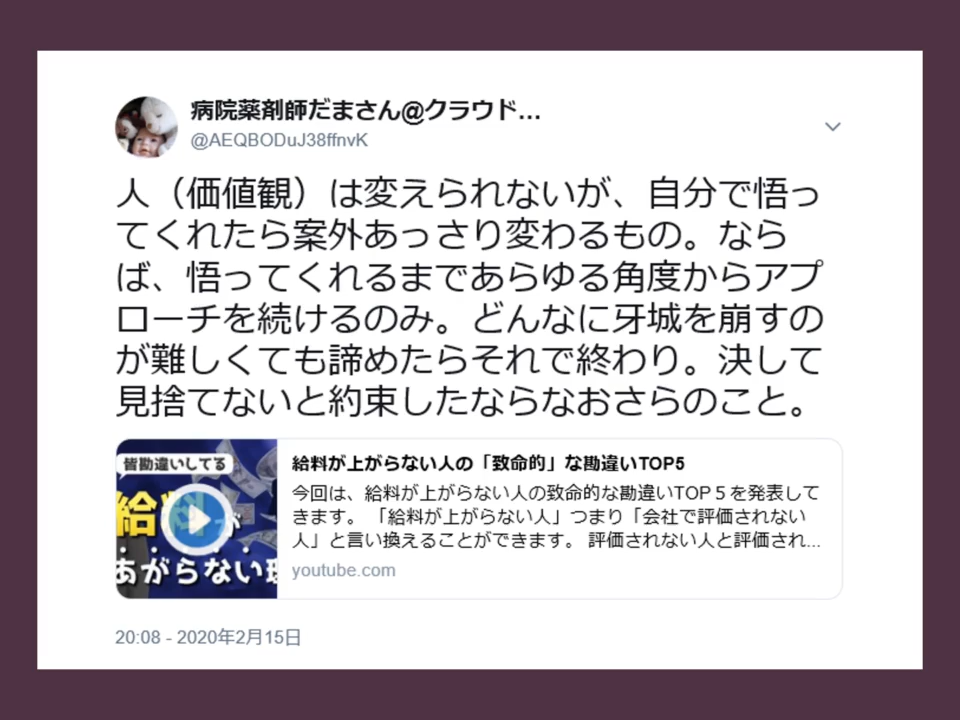 病院薬剤師だまさん@クラウド...
@AEQBODuJ38ffnvK
人（価値観）は変えられないが、自分で悟っ
てくれたら案外あっさり変わるもの。なら
ば、悟ってくれるまであらゆる角度からアプ
ローチを続けるのみ。どんなに牙城を崩すの
が難しくても諦めたらそれで終わり。決して
見捨てないと約束したならなおさらのこと。
皆勘違いしてる
給料が
あがらない理
給料が上がらない人の「致命的」な勘違いTOP5
今回は、給料が上がらない人の致命的な勘違いTOP５を発表して
きます。 「給料が上がらない人」つまり「会社で評価されない
人」と言い換えることができます。 評価されない人と評価され...
youtube.com
20:08 - 2020年2月15日